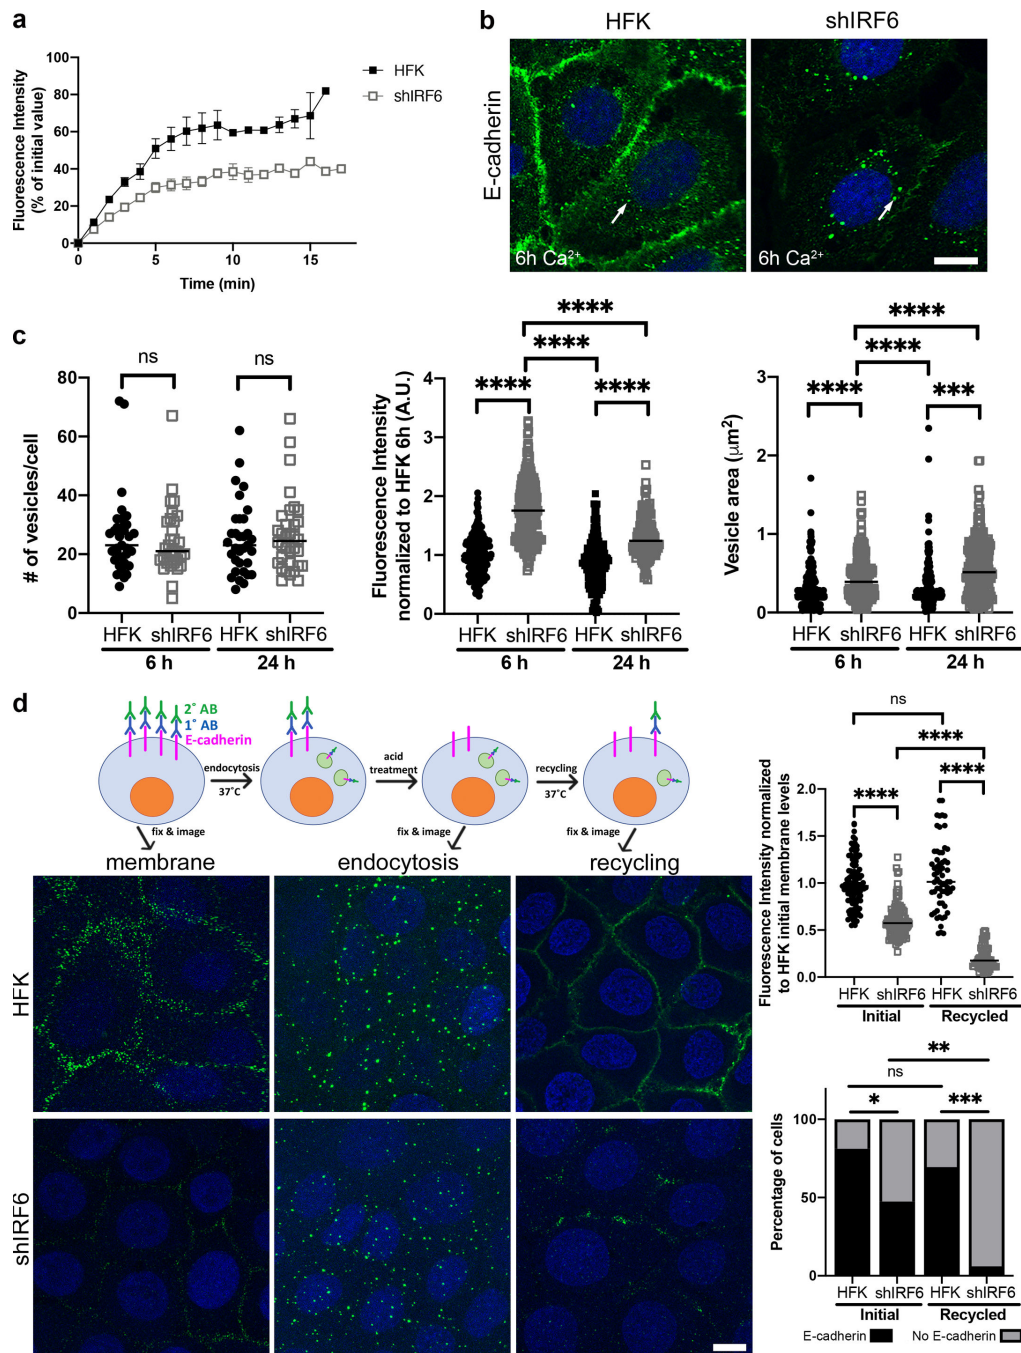 a
Fluorescence Intensity
(% of initial value)
100
80
60
40
20
0
0
5
10
15
Time (min)
HFK
shIRF6
b
HFK
shIRF6
E-cadherin
6h Ca²⁺
6h Ca²⁺
c
# of vesicles/cell
80
60
40
20
0
ns
ns
HFK shIRF6 HFK shIRF6
6 h
24 h
Fluorescence Intensity
normalized to HFK 6h (A.U.)
4
3
2
1
0
****
****
****
****
HFK shIRF6 HFK shIRF6
6 h
24 h
Vesicle area (μm²)
3
2
1
0
****
****
****
***
HFK shIRF6 HFK shIRF6
6 h
24 h
d
2˚ AB
1˚ AB
E-cadherin
endocytosis
37˚C
acid
treatment
recycling
37˚C
fix & image
fix & image
fix & image
membrane
endocytosis
recycling
HFK
shIRF6
Fluorescence Intensity normalized
to HFK initial membrane levels
2.0
1.5
1.0
0.5
0.0
ns
****
****
****
HFK shIRF6 HFK shIRF6
Initial
Recycled
Percentage of cells
100
50
0
**
ns
*
***
HFK shIRF6 HFK shIRF6
Initial
Recycled
E-cadherin
No E-cadherin